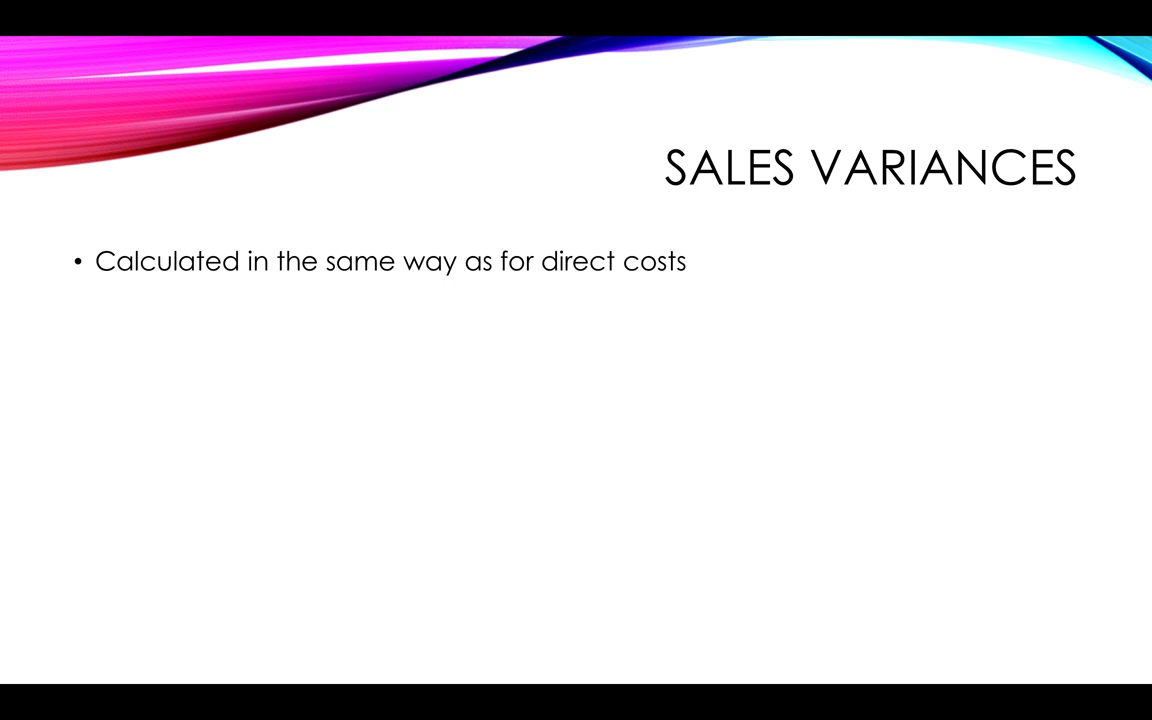 SALES VARIANCES
• Calculated in the same way as for direct costs